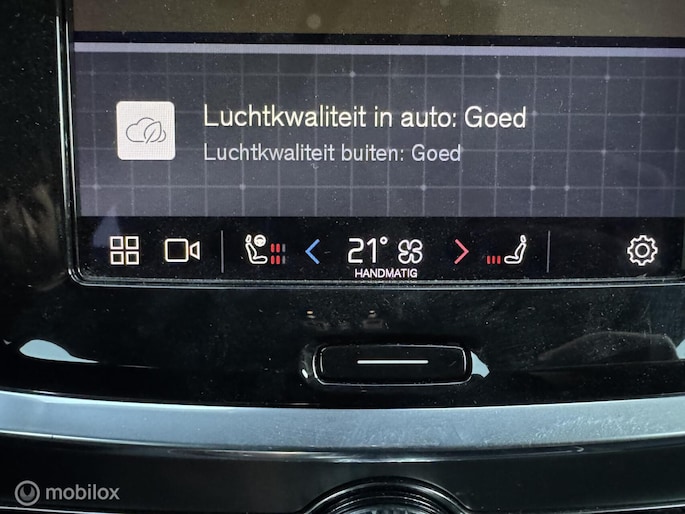 Luchtkwaliteit in auto: Goed
Luchtkwaliteit buiten: Goed
21°
HANDMATIG
mobilox